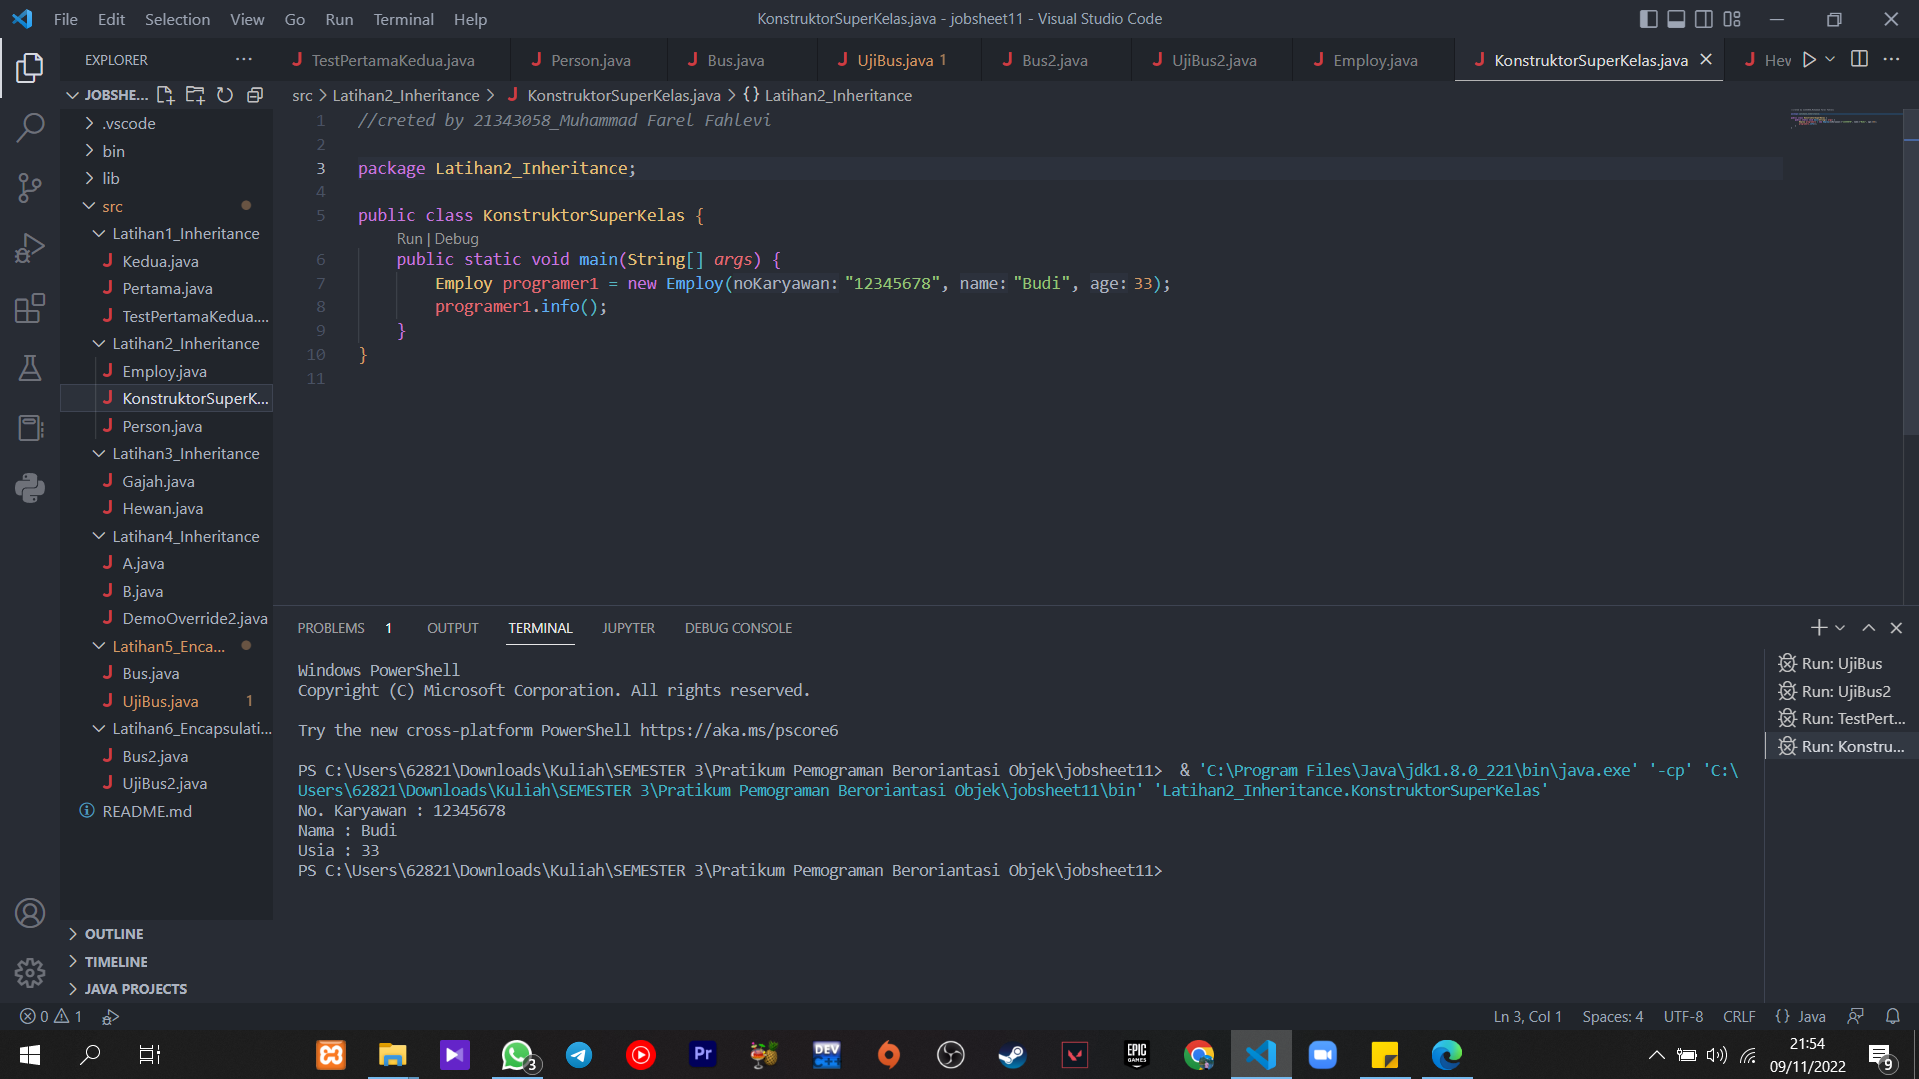 File Edit Selection View Go Run Terminal Help
KonstruktorSuperKelas.java - jobsheet11 - Visual Studio Code
EXPLORER
TestPertamaKedua.java Person.java Bus.java UjiBus.java 1 Bus2.java UjiBus2.java Employ.java KonstruktorSuperKelas.java Hew
JOBSHE...
src > Latihan2_Inheritance > KonstruktorSuperKelas.java > {} Latihan2_Inheritance
.vscode
bin
lib
src
Latihan1_Inheritance
Kedua.java
Pertama.java
TestPertamaKedua....
Latihan2_Inheritance
Employ.java
KonstruktorSuperK...
Person.java
Latihan3_Inheritance
Gajah.java
Hewan.java
Latihan4_Inheritance
A.java
B.java
DemoOverride2.java
Latihan5_Enca...
Bus.java
UjiBus.java 1
Latihan6_Encapsulati...
Bus2.java
UjiBus2.java
README.md
OUTLINE
TIMELINE
JAVA PROJECTS
1 //creted by 21343058_Muhammad Farel Fahlevi
2
3 package Latihan2_Inheritance;
4
5 public class KonstruktorSuperKelas {
Run | Debug
6 public static void main(String[] args) {
7 Employ programer1 = new Employ(noKaryawan: "12345678", name: "Budi", age: 33);
8 programer1.info();
9 }
10 }
11
PROBLEMS 1 OUTPUT TERMINAL JUPYTER DEBUG CONSOLE
Windows PowerShell
Copyright (C) Microsoft Corporation. All rights reserved.
Try the new cross-platform PowerShell https://aka.ms/pscore6
PS C:\Users\62821\Downloads\Kuliah\SEMESTER 3\Pratikum Pemograman Beroriantasi Objek\jobsheet11> & 'C:\Program Files\Java\jdk1.8.0_221\bin\java.exe' '-cp' 'C:\
Users\62821\Downloads\Kuliah\SEMESTER 3\Pratikum Pemograman Beroriantasi Objek\jobsheet11\bin' 'Latihan2_Inheritance.KonstruktorSuperKelas'
No. Karyawan : 12345678
Nama : Budi
Usia : 33
PS C:\Users\62821\Downloads\Kuliah\SEMESTER 3\Pratikum Pemograman Beroriantasi Objek\jobsheet11>
Run: UjiBus
Run: UjiBus2
Run: TestPert...
Run: Konstru...
0 1
Ln 3, Col 1 Spaces: 4 UTF-8 CRLF {} Java
3
Pr
DEV C++
EPIC GAMES
21:54
09/11/2022
9